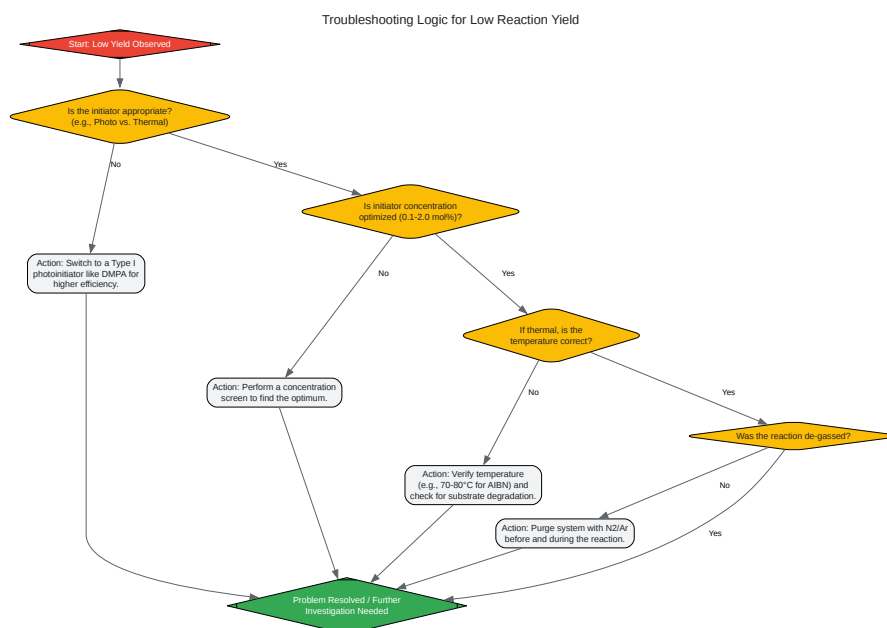 Troubleshooting Logic for Low Reaction Yield
Start: Low Yield Observed
Is the initiator appropriate?
(e.g., Photo vs. Thermal)
No
Yes
Is initiator concentration
optimized (0.1-2.0 mol%)?
Action: Switch to a Type I
photoinitiator like DMPA for
higher efficiency.
No
Yes
If thermal, is the
temperature correct?
Action: Perform a concentration
screen to find the optimum.
No
Yes
Was the reaction de-gassed?
Action: Verify temperature
(e.g., 70-80°C for AIBN) and
check for substrate degradation.
No
Yes
Action: Purge system with N2/Ar
before and during the reaction.
Problem Resolved / Further
Investigation Needed